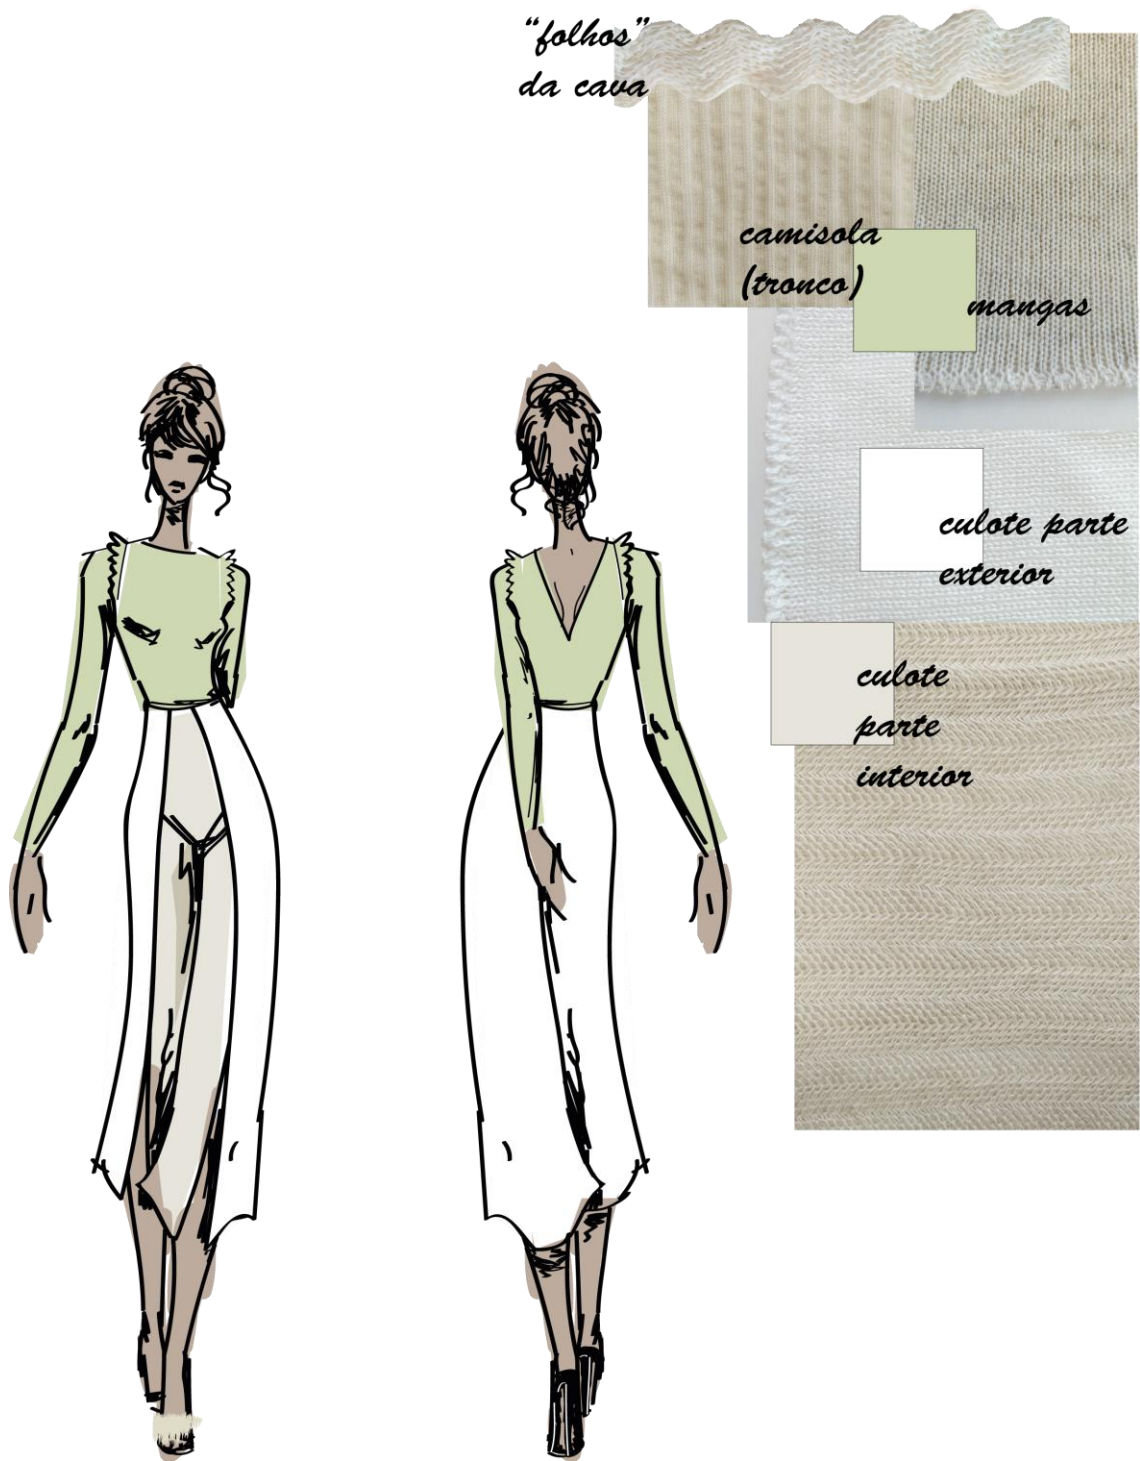 “folhos”
da cava
camisola
(tronco)
mangas
culote parte
exterior
culote
parte
interior